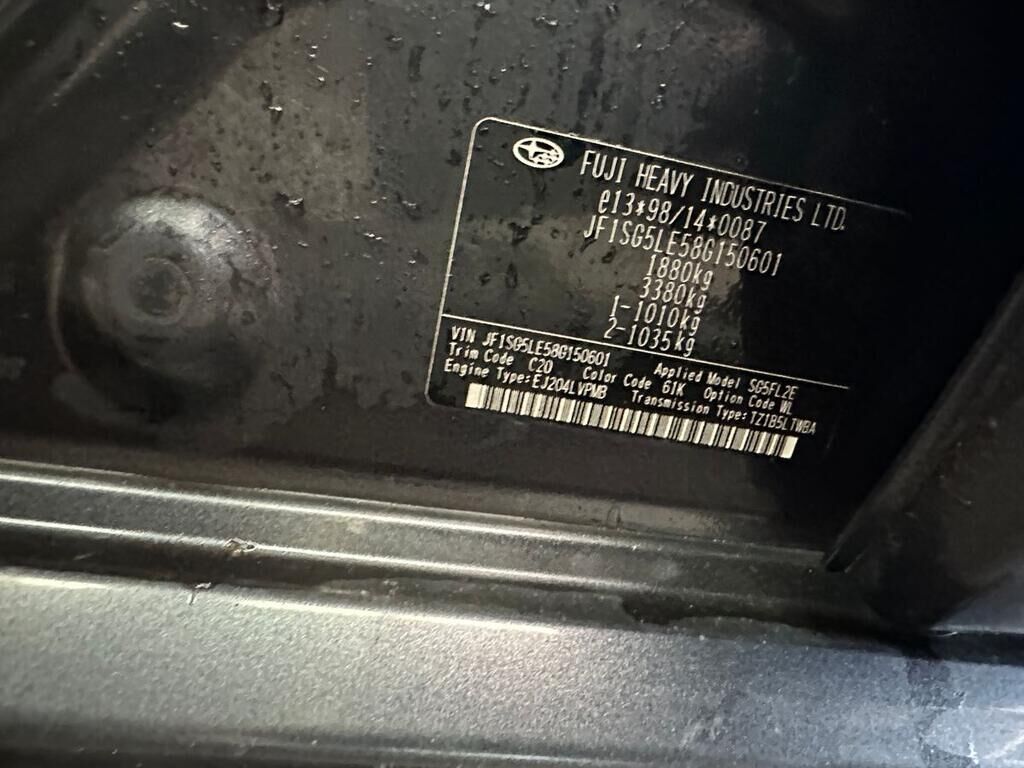 FUJI HEAVY INDUSTRIES LTD.
e13*98/14*0087
JF1SG5LE58G150601
1880kg
3380kg
1-1010kg
2-1035kg
VIN JF1SG5LE58G150601 Applied Model SG5FL2E
Trim Code C20 Color Code 61K Option Code WL
Engine Type:EJ204LVPMB Transmission Type:TZ1B5LTWBA